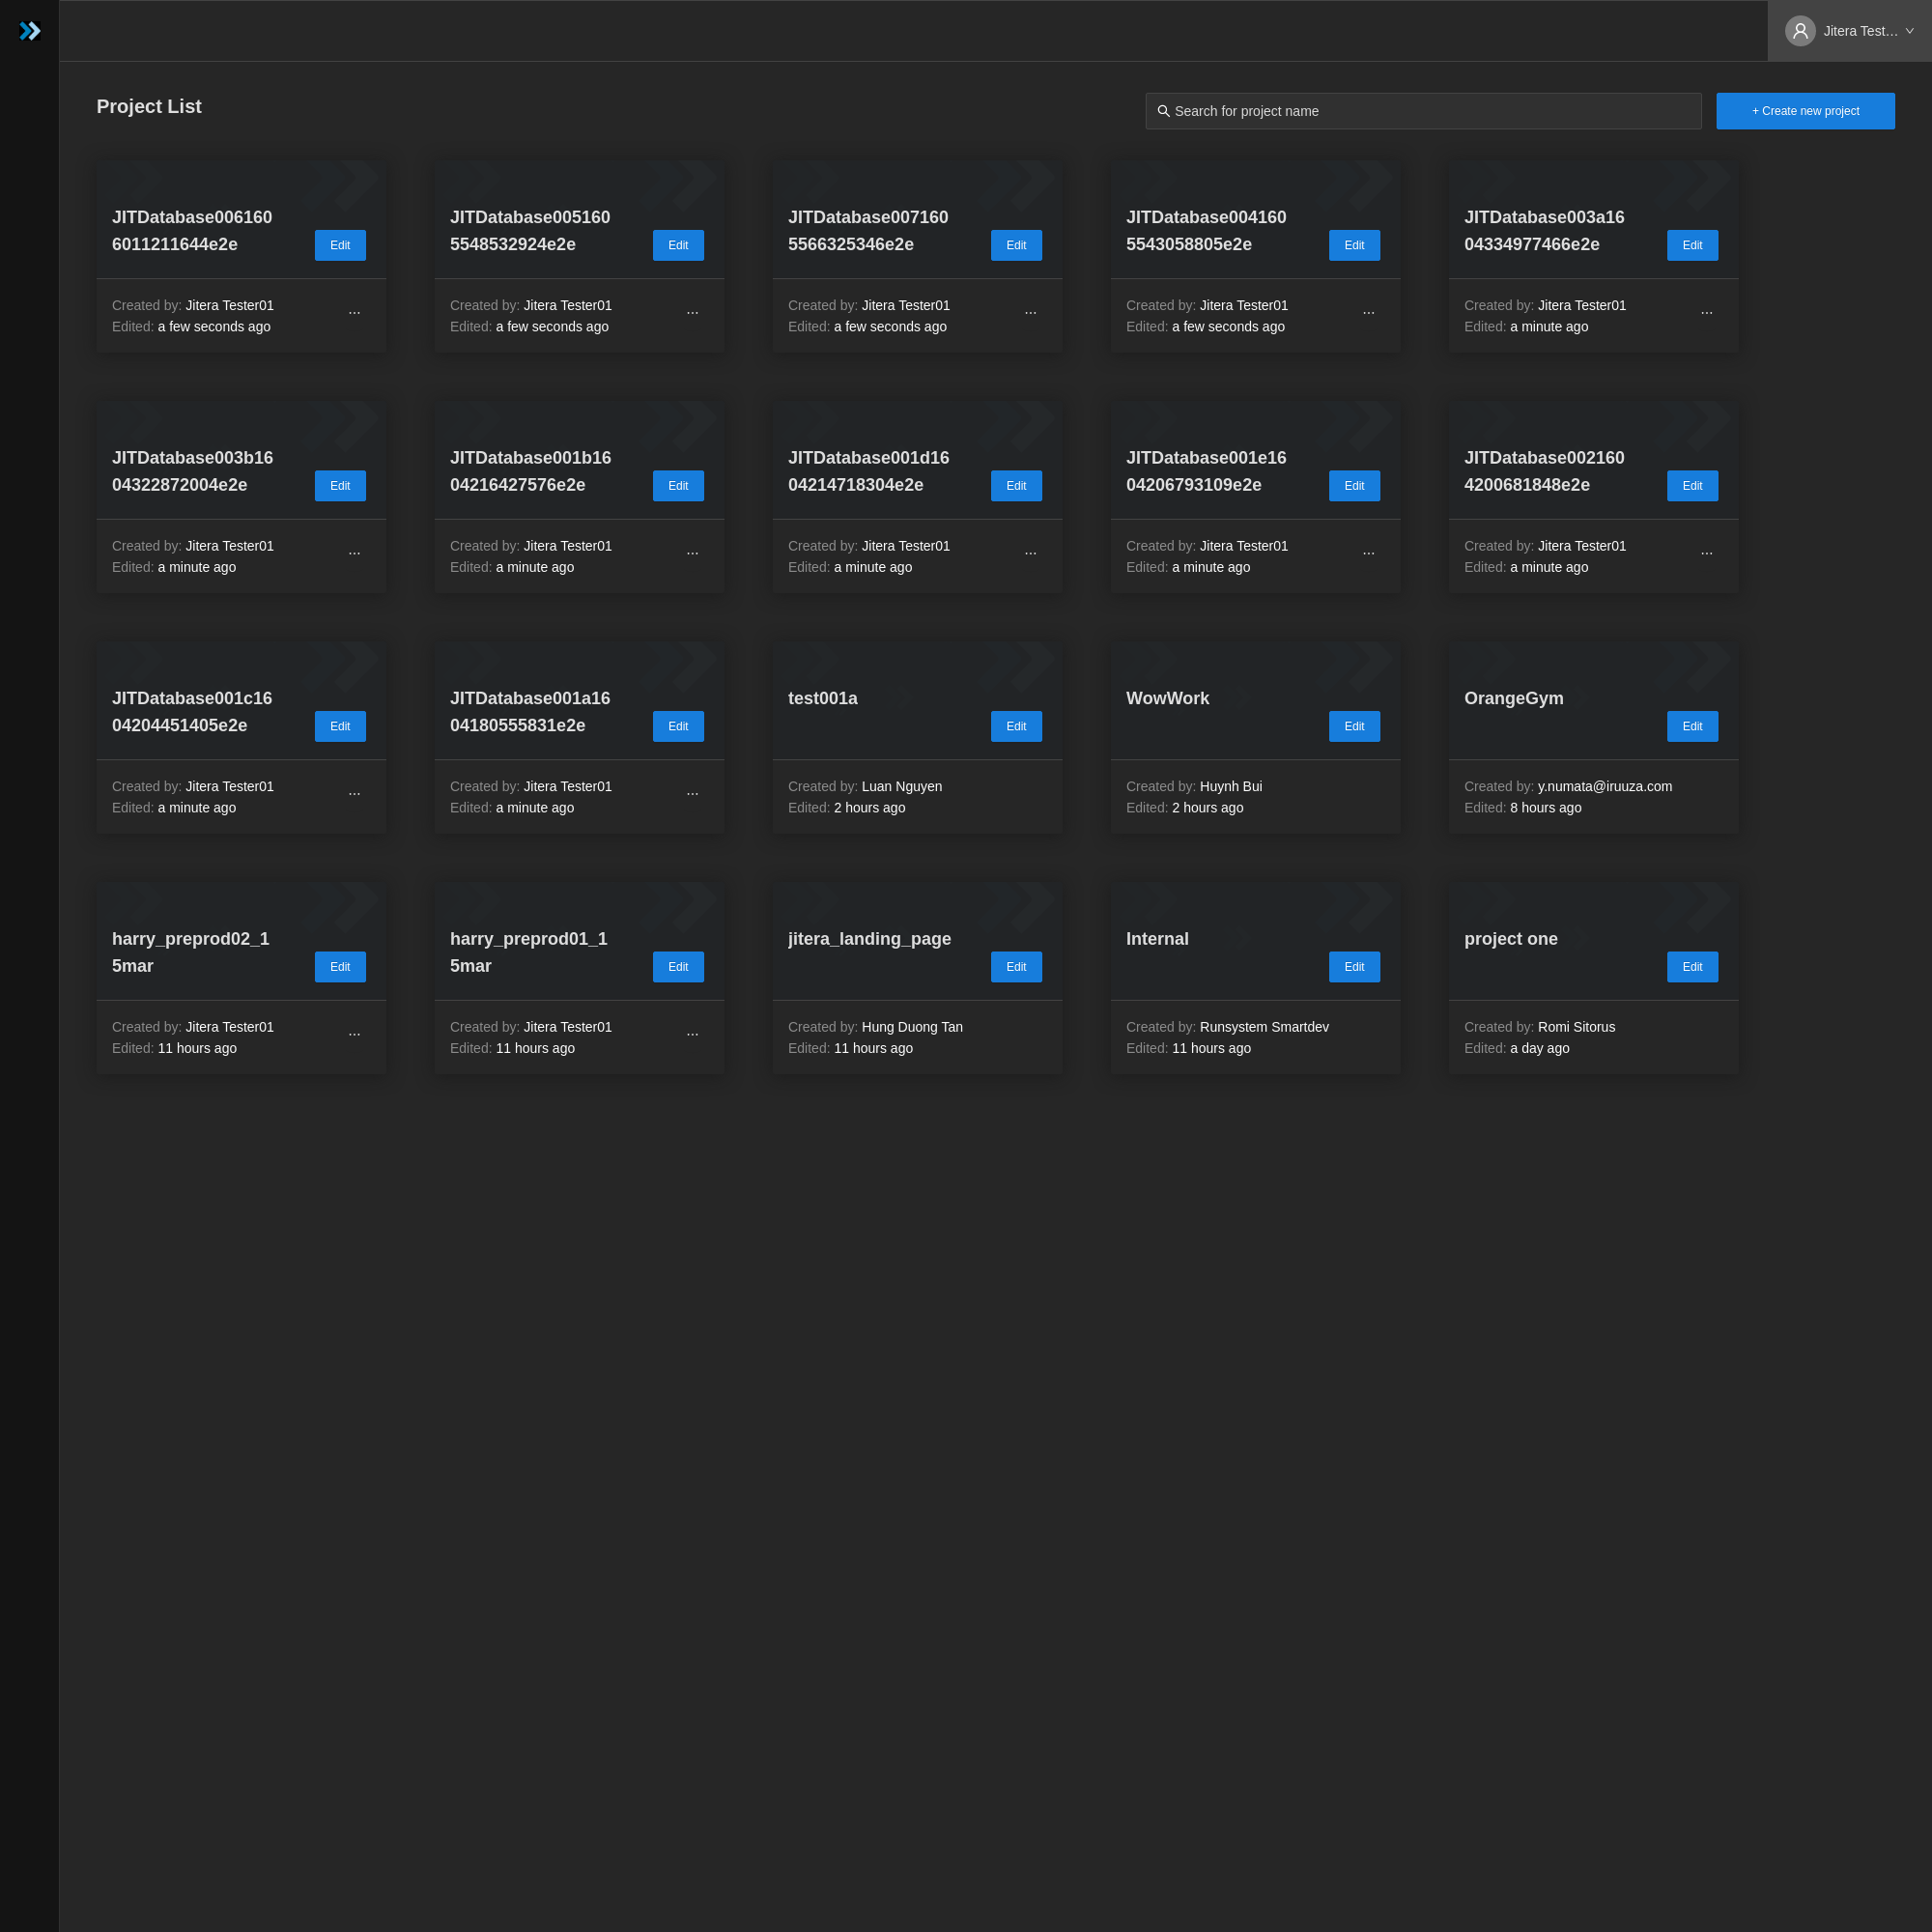 Jitera Test…
Project List
Search for project name
+ Create new project
JITDatabase006160
6011211644e2e
Edit
Created by: Jitera Tester01
Edited: a few seconds ago
JITDatabase005160
5548532924e2e
Edit
Created by: Jitera Tester01
Edited: a few seconds ago
JITDatabase007160
5566325346e2e
Edit
Created by: Jitera Tester01
Edited: a few seconds ago
JITDatabase004160
5543058805e2e
Edit
Created by: Jitera Tester01
Edited: a few seconds ago
JITDatabase003a16
04334977466e2e
Edit
Created by: Jitera Tester01
Edited: a minute ago
JITDatabase003b16
04322872004e2e
Edit
Created by: Jitera Tester01
Edited: a minute ago
JITDatabase001b16
04216427576e2e
Edit
Created by: Jitera Tester01
Edited: a minute ago
JITDatabase001d16
04214718304e2e
Edit
Created by: Jitera Tester01
Edited: a minute ago
JITDatabase001e16
04206793109e2e
Edit
Created by: Jitera Tester01
Edited: a minute ago
JITDatabase002160
4200681848e2e
Edit
Created by: Jitera Tester01
Edited: a minute ago
JITDatabase001c16
04204451405e2e
Edit
Created by: Jitera Tester01
Edited: a minute ago
JITDatabase001a16
04180555831e2e
Edit
Created by: Jitera Tester01
Edited: a minute ago
test001a
Edit
Created by: Luan Nguyen
Edited: 2 hours ago
WowWork
Edit
Created by: Huynh Bui
Edited: 2 hours ago
OrangeGym
Edit
Created by: y.numata@iruuza.com
Edited: 8 hours ago
harry_preprod02_1
5mar
Edit
Created by: Jitera Tester01
Edited: 11 hours ago
harry_preprod01_1
5mar
Edit
Created by: Jitera Tester01
Edited: 11 hours ago
jitera_landing_page
Edit
Created by: Hung Duong Tan
Edited: 11 hours ago
Internal
Edit
Created by: Runsystem Smartdev
Edited: 11 hours ago
project one
Edit
Created by: Romi Sitorus
Edited: a day ago